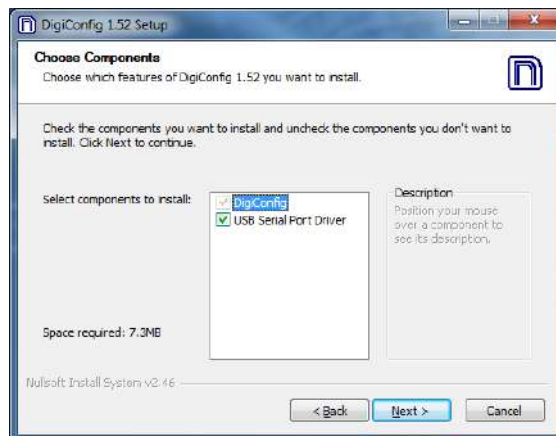 DigiConfig 1.52 Setup
Choose Components
Choose which features of DigiConfig 1.52 you want to install.
Check the components you want to install and uncheck the components you don't want to
install. Click Next to continue.
Select components to install:
DigiConfig
USB Serial Port Driver
Description
Position your mouse
over a component to
see its description.
Space required: 7.3MB
Nullsoft Install System v2.46
< Back
Next >
Cancel